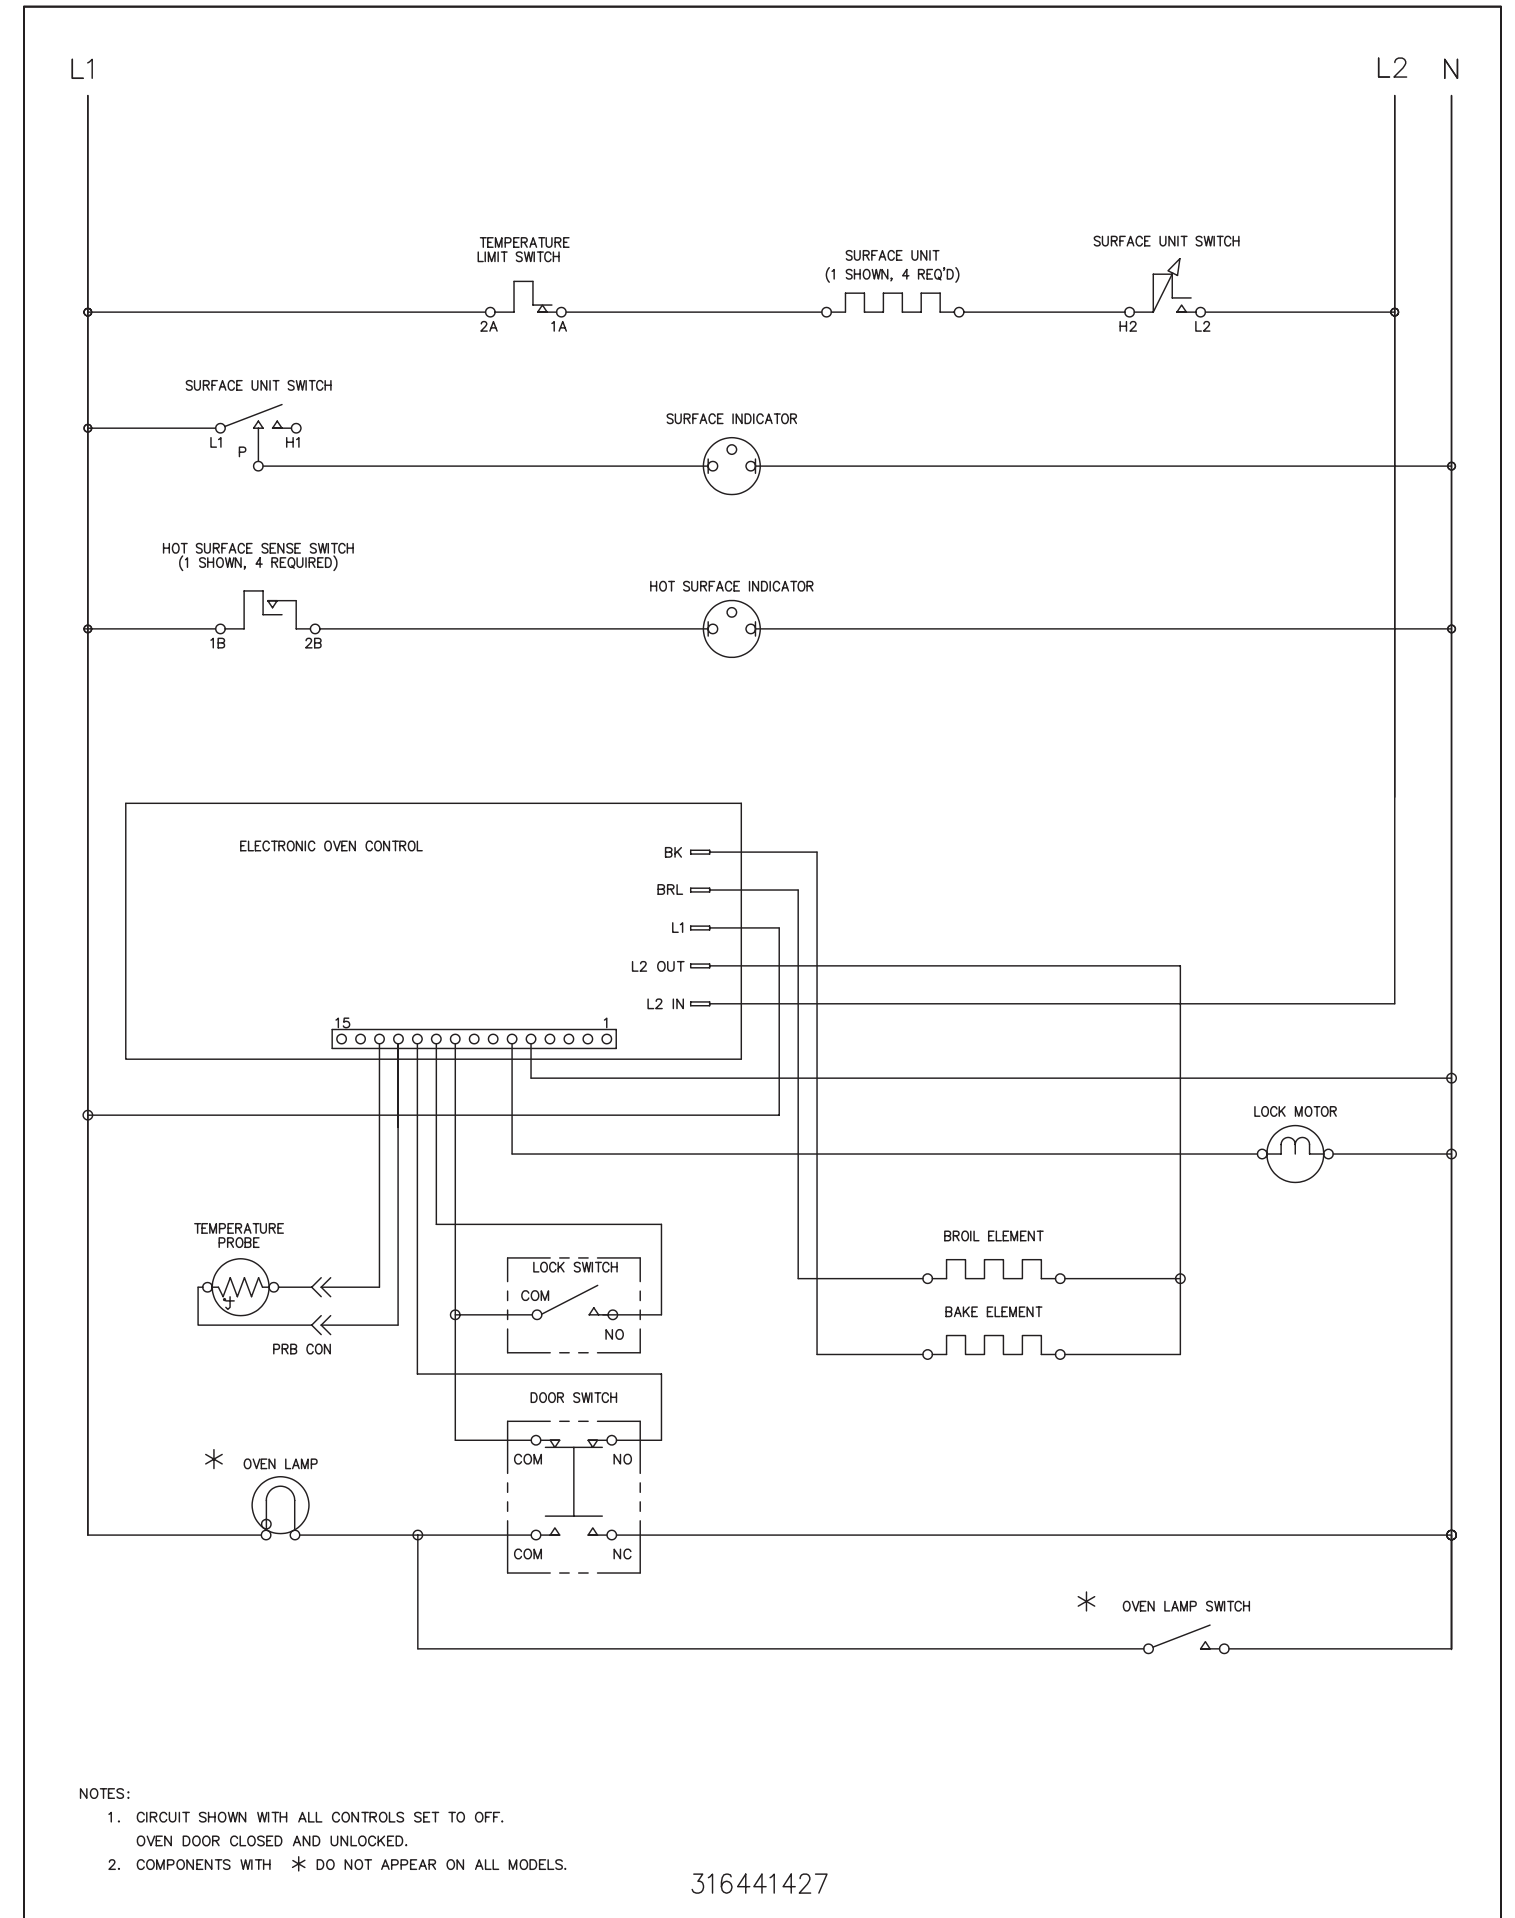 L1
L2 N
TEMPERATURE
LIMIT SWITCH
SURFACE UNIT
(1 SHOWN, 4 REQ'D)
SURFACE UNIT SWITCH
2A
1A
H2
L2
SURFACE UNIT SWITCH
L1
P
H1
SURFACE INDICATOR
HOT SURFACE SENSE SWITCH
(1 SHOWN, 4 REQUIRED)
1B
2B
HOT SURFACE INDICATOR
ELECTRONIC OVEN CONTROL
BK
BRL
L1
L2 OUT
L2 IN
15
1
LOCK MOTOR
TEMPERATURE
PROBE
PRB CON
LOCK SWITCH
COM
NO
BROIL ELEMENT
BAKE ELEMENT
DOOR SWITCH
COM
NO
* OVEN LAMP
COM
NC
* OVEN LAMP SWITCH
NOTES:
1. CIRCUIT SHOWN WITH ALL CONTROLS SET TO OFF.
OVEN DOOR CLOSED AND UNLOCKED.
2. COMPONENTS WITH * DO NOT APPEAR ON ALL MODELS.
316441427